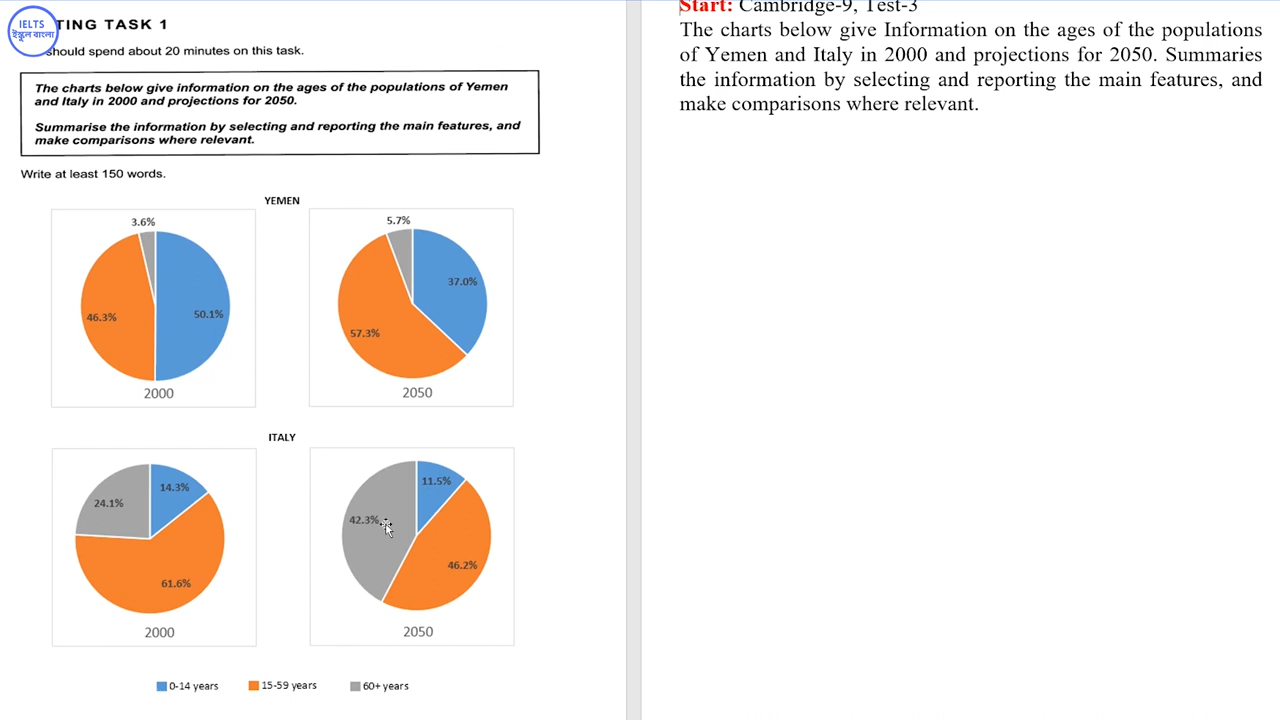 IELTS
ইস্কুল বাংলা
TING TASK 1
should spend about 20 minutes on this task.
The charts below give information on the ages of the populations of Yemen
and Italy in 2000 and projections for 2050.
Summarise the information by selecting and reporting the main features, and
make comparisons where relevant.
Write at least 150 words.
YEMEN
3.6%
46.3%
50.1%
2000
5.7%
37.0%
57.3%
2050
ITALY
24.1%
14.3%
61.6%
2000
11.5%
42.3%
46.2%
2050
0-14 years
15-59 years
60+ years
Start: Cambridge-9, Test-3
The charts below give Information on the ages of the populations
of Yemen and Italy in 2000 and projections for 2050. Summaries
the information by selecting and reporting the main features, and
make comparisons where relevant.